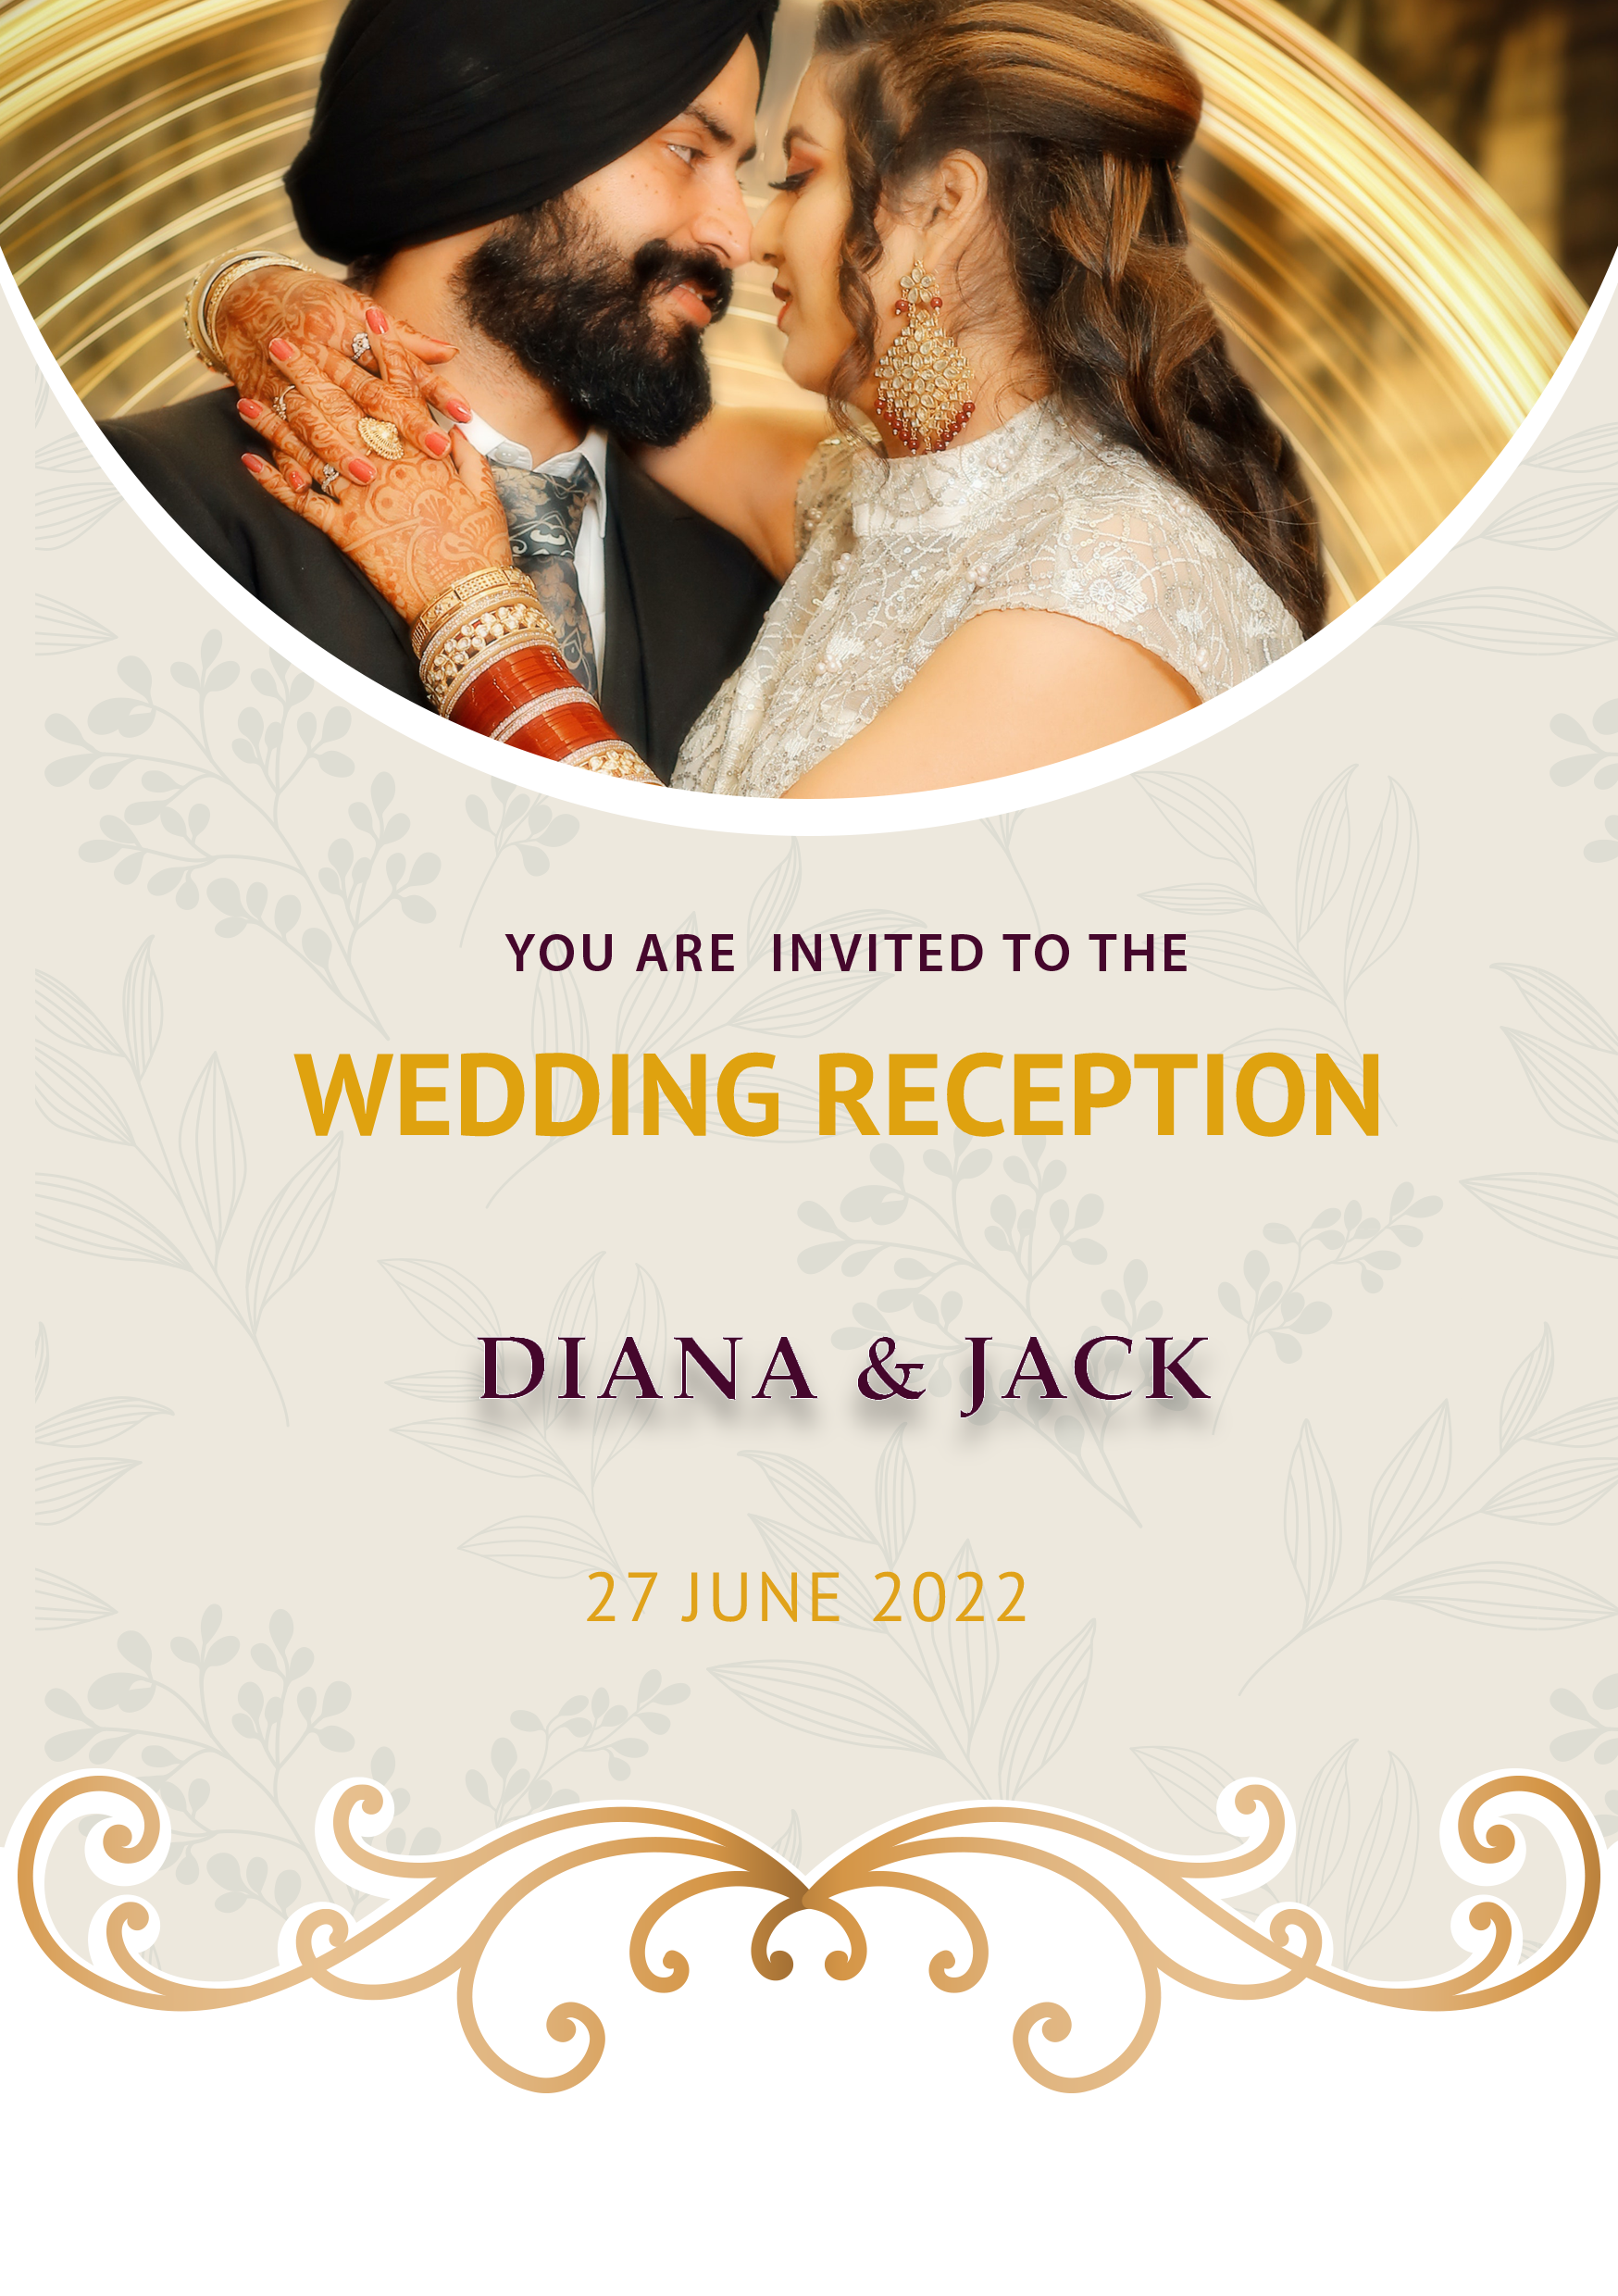 YOU ARE INVITED TO THE
WEDDING RECEPTION
DIANA & JACK
27 JUNE 2022